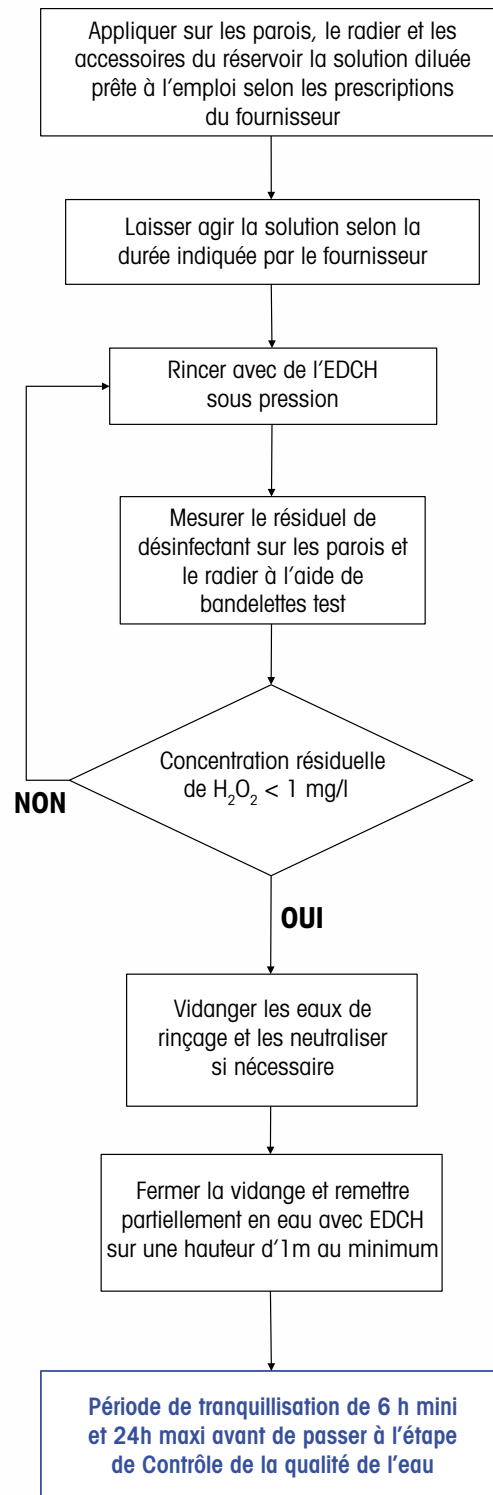 Appliquer sur les parois, le radier et les
accessoires du réservoir la solution diluée
prête à l'emploi selon les prescriptions
du fournisseur
Laisser agir la solution selon la
durée indiquée par le fournisseur
Rincer avec de l'EDCH
sous pression
Mesurer le résiduel de
désinfectant sur les parois et
le radier à l'aide de
bandelettes test
Concentration résiduelle
de H₂O₂ < 1 mg/l
NON
OUI
Vidanger les eaux de
rinçage et les neutraliser
si nécessaire
Fermer la vidange et remettre
partiellement en eau avec EDCH
sur une hauteur d'1m au minimum
Période de tranquillisation de 6 h mini
et 24h maxi avant de passer à l'étape
de Contrôle de la qualité de l'eau